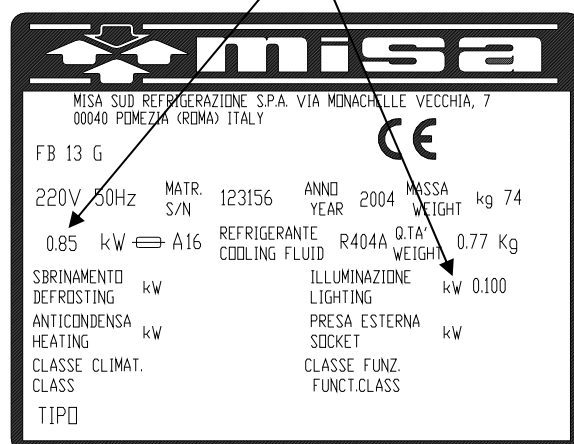 misa
MISA SUD REFRIGERAZIONE S.P.A. VIA MONACHELLE VECCHIA, 7
00040 POMEZIA (ROMA) ITALY
CE
FB 13 G
220V 50Hz MATR. S/N 123156 ANNO YEAR 2004 MASSA WEIGHT kg 74
0.85 kW A16 REFRIGERANTE COOLING FLUID R404A Q.TA' WEIGHT 0.77 Kg
SBRINAMENTO DEFROSTING kW ILLUMINAZIONE LIGHTING kW 0.100
ANTICONDENSA HEATING kW PRESA ESTERNA SOCKET kW
CLASSE CLIMAT. CLASS CLASSE FUNZ. FUNCT.CLASS
TIPO